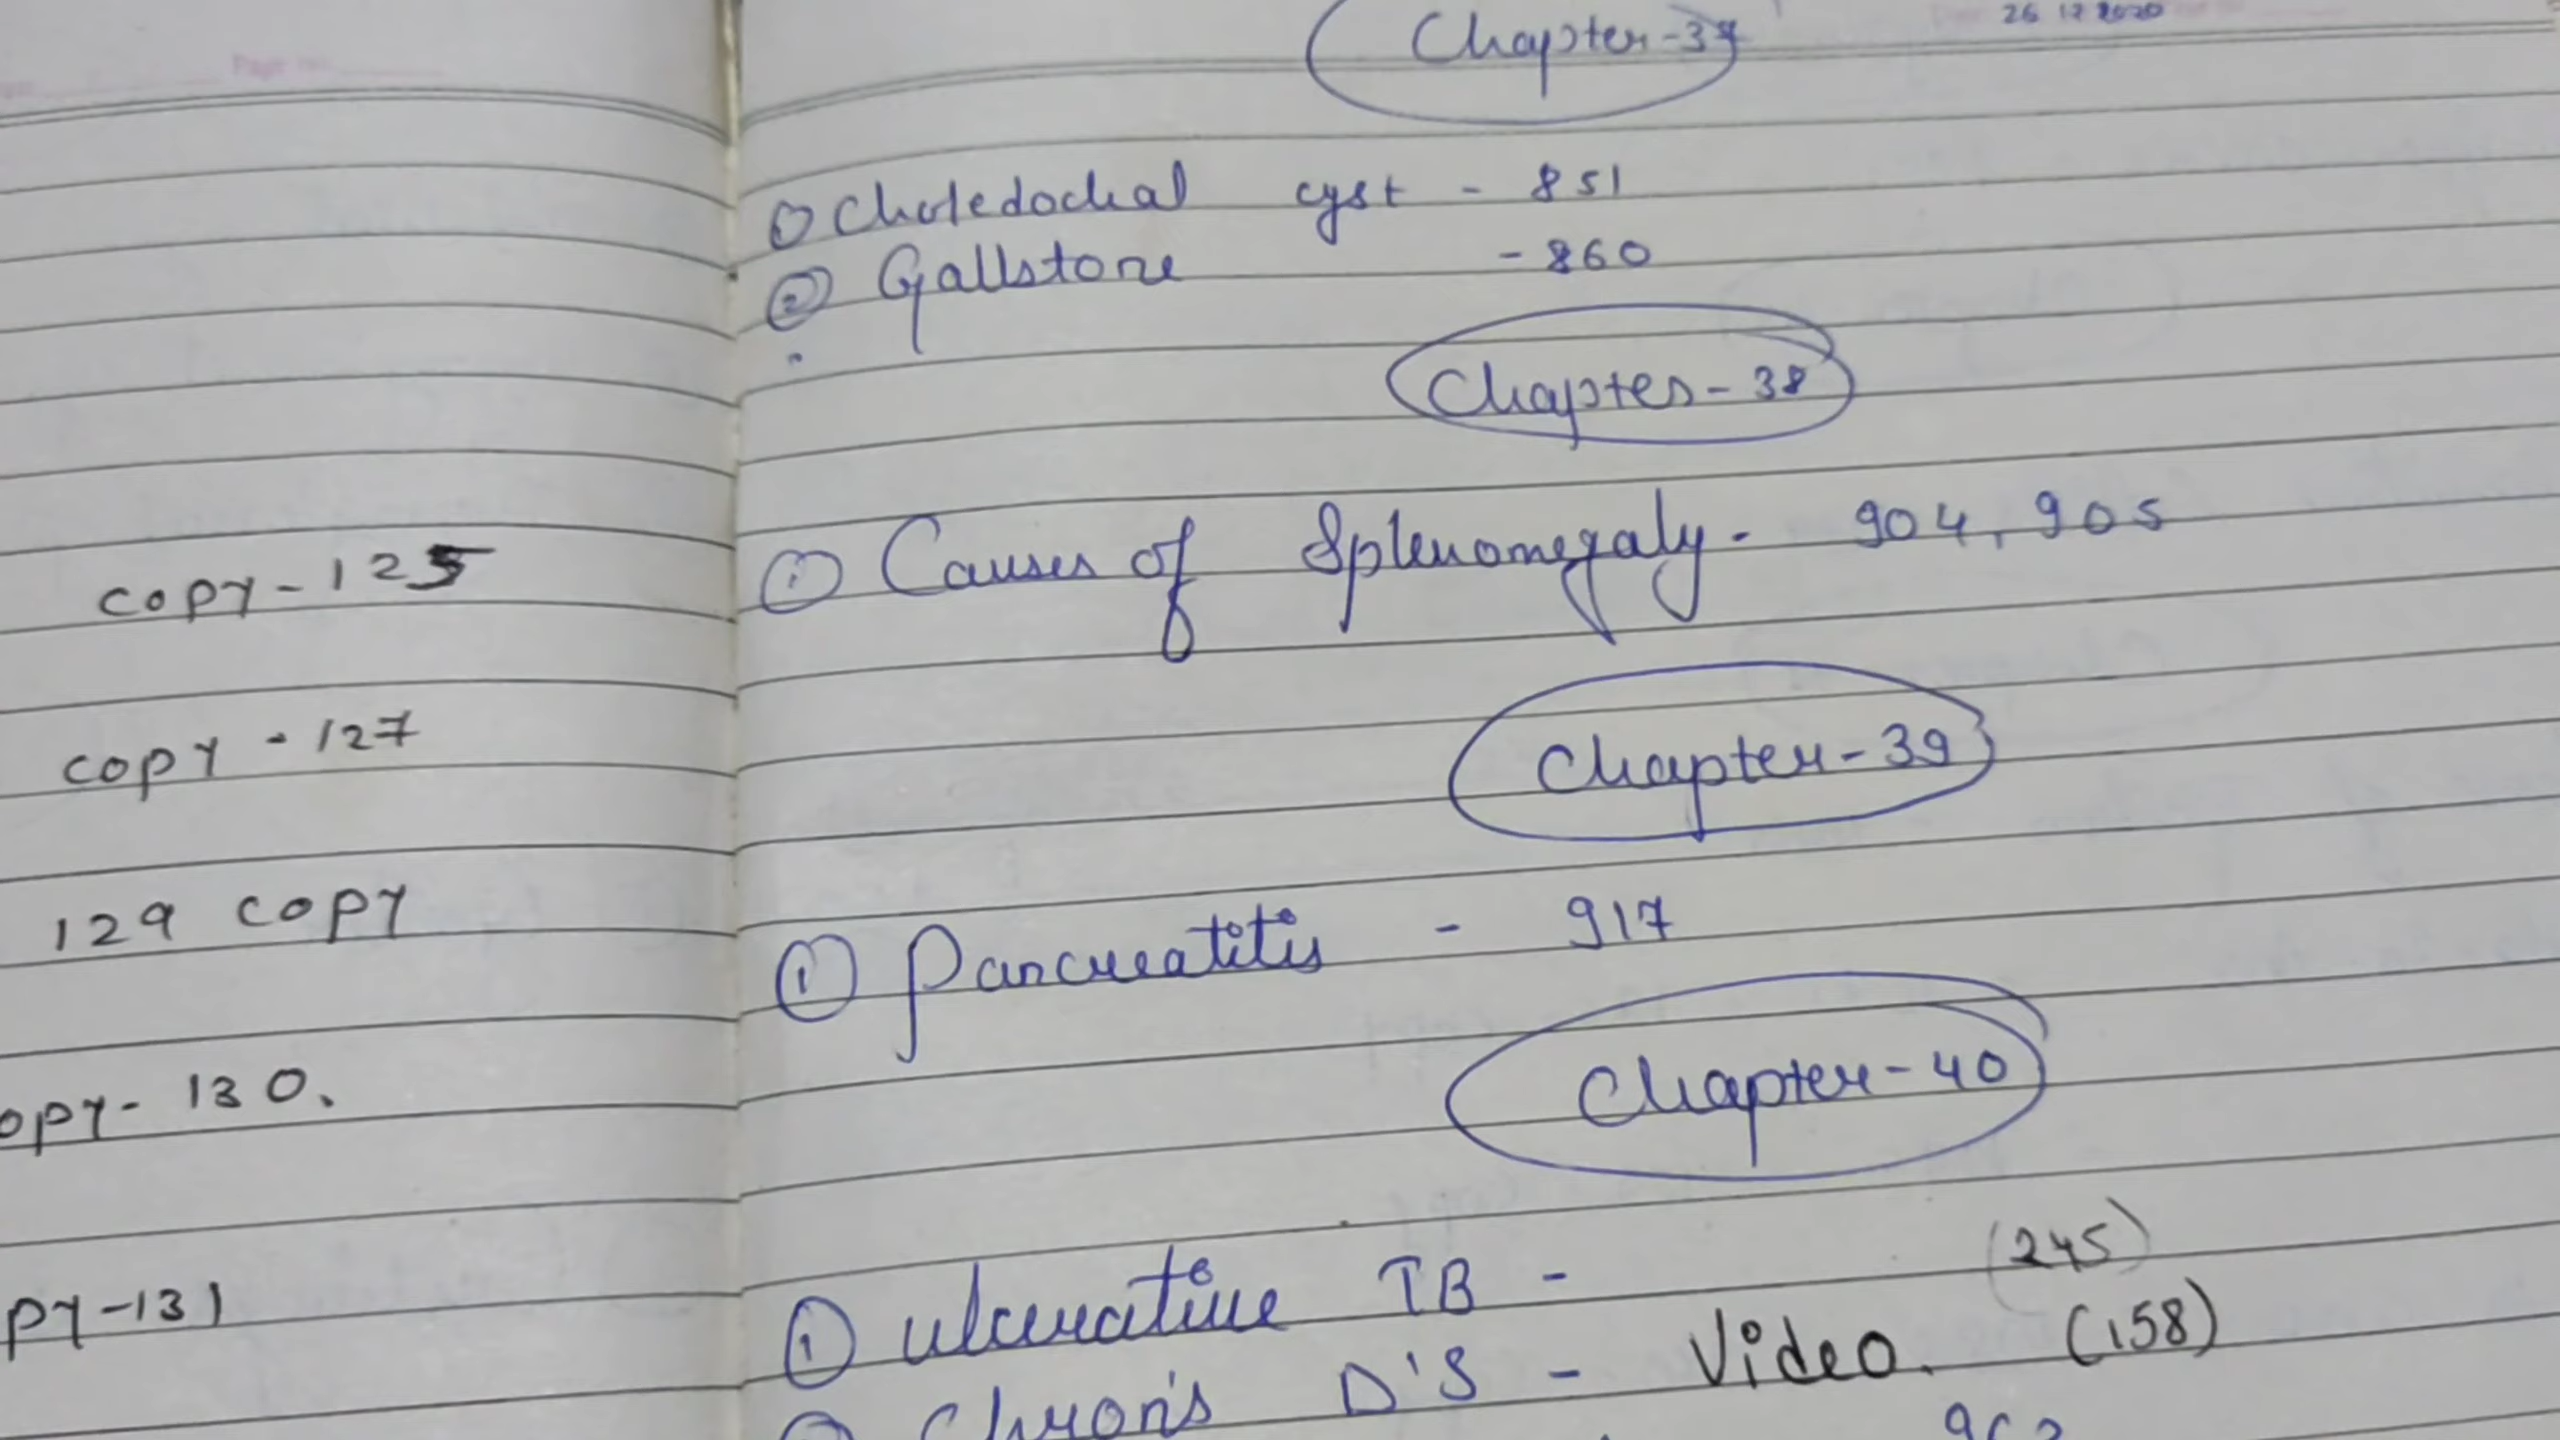 Page No.
copy - 125
copy - 127
129 copy
opy - 130.
py - 131
26 12 2020
Chapter - 37
① Choledochal cyst - 851
② Gallstone - 860
Chapter - 38
① Causes of Splenomegaly - 904, 905
Chapter - 39
① Pancreatitis - 917
Chapter - 40
(245)
① ulcerative TB -
Chron's D'S - Video. (158)